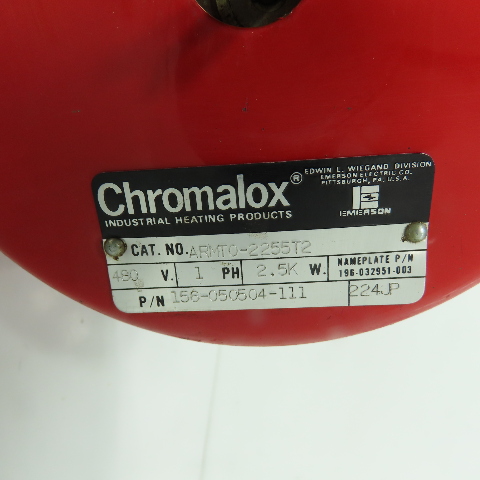 Chromalox®
INDUSTRIAL HEATING PRODUCTS
EDWIN L. WIEGAND DIVISION
EMERSON ELECTRIC CO.
PITTSBURGH, PA. U.S.A.
EMERSON
CAT. NO. ARMTO-2255T2
480 V. 1 PH 2.5K W.
NAMEPLATE P/N
196-032951-003
P/N 156-050504-111 224JP